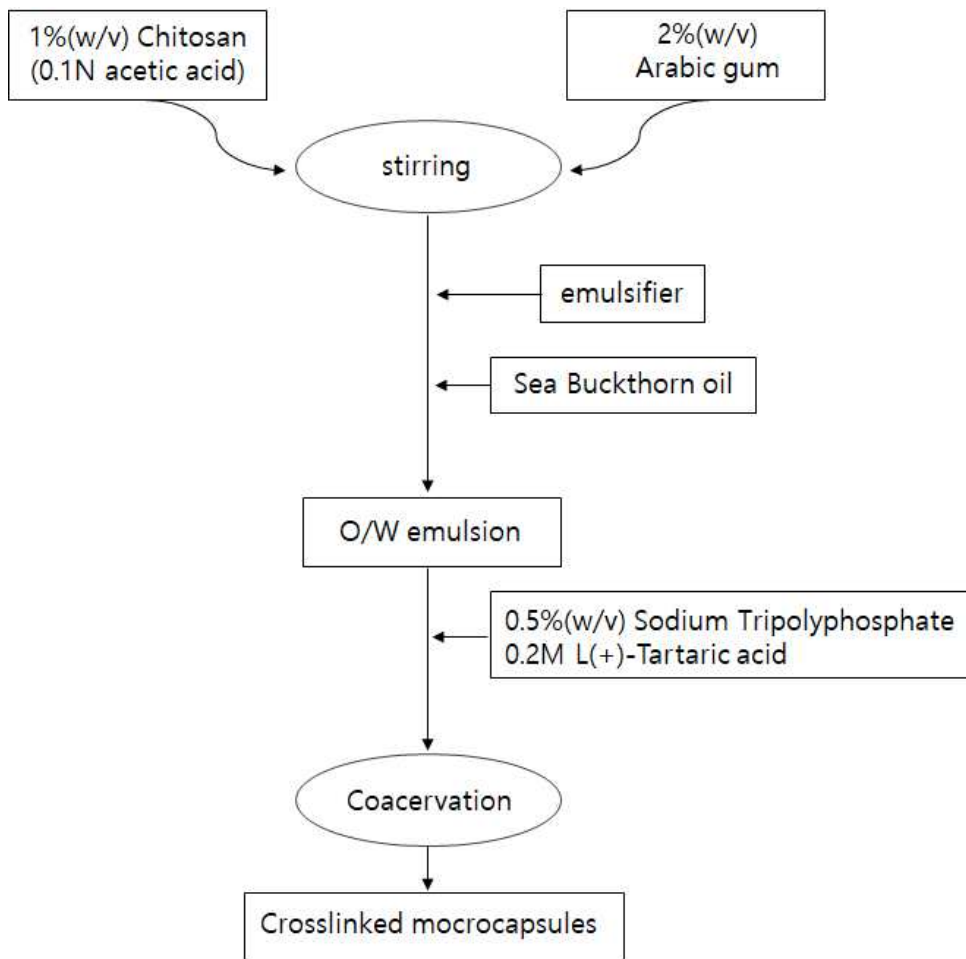 1%(w/v) Chitosan
(0.1N acetic acid)
2%(w/v)
Arabic gum
stirring
emulsifier
Sea Buckthorn oil
O/W emulsion
0.5%(w/v) Sodium Tripolyphosphate
0.2M L(+)-Tartaric acid
Coacervation
Crosslinked mocrocapsules